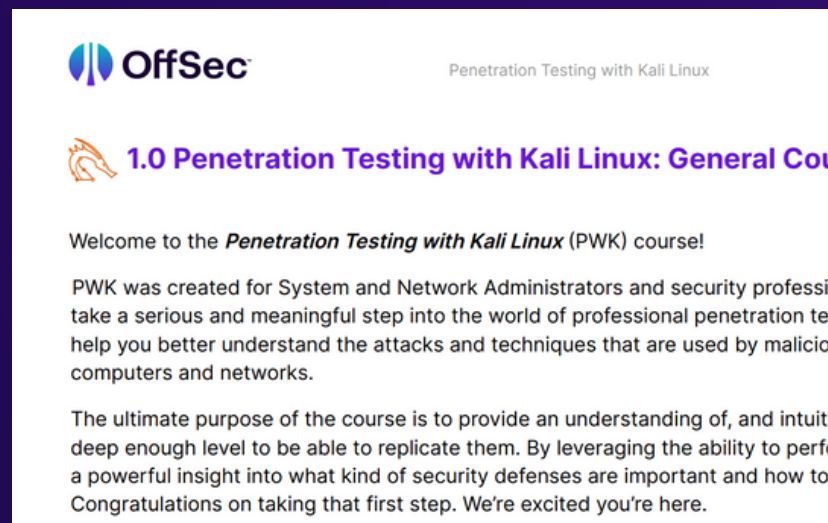 OffSec
Penetration Testing with Kali Linux
1.0 Penetration Testing with Kali Linux: General
Welcome to the Penetration Testing with Kali Linux (PWK) course!
PWK was created for System and Network Administrators and security
take a serious and meaningful step into the world of professional penetration
help you better understand the attacks and techniques that are used by
computers and networks.
The ultimate purpose of the course is to provide an understanding of, and
deep enough level to be able to replicate them. By leveraging the ability to
a powerful insight into what kind of security defenses are important and how to
Congratulations on taking that first step. We’re excited you’re here.